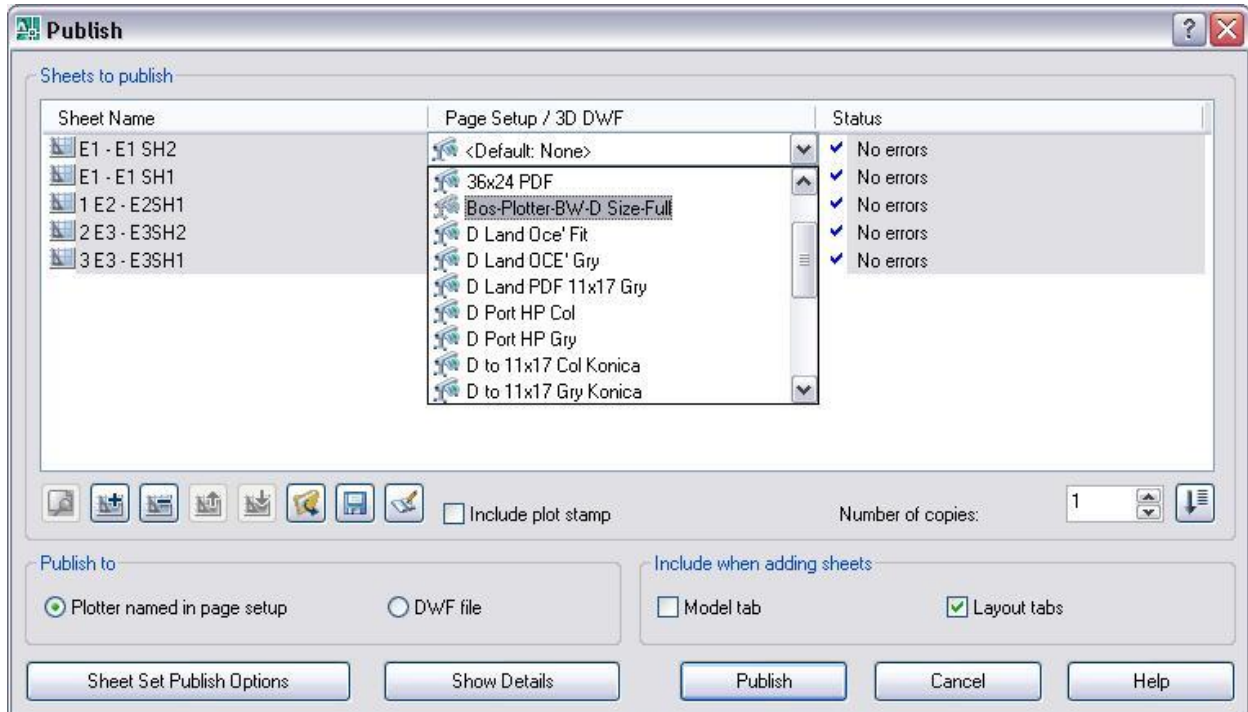 Publish
Sheets to publish
Sheet Name Page Setup / 3D DWF Status
E1 - E1 SH2 <Default: None> No errors
E1 - E1 SH1 36x24 PDF No errors
1 E2 - E2SH1 Bos-Plotter-BW-D Size-Full No errors
2 E3 - E3SH2 D Land Oce' Fit No errors
3 E3 - E3SH1 D Land OCE' Gry No errors
D Land PDF 11x17 Gry
D Port HP Col
D Port HP Gry
D to 11x17 Col Konica
D to 11x17 Gry Konica
Include plot stamp Number of copies: 1
Publish to Include when adding sheets
Plotter named in page setup DWF file Model tab Layout tabs
Sheet Set Publish Options Show Details Publish Cancel Help